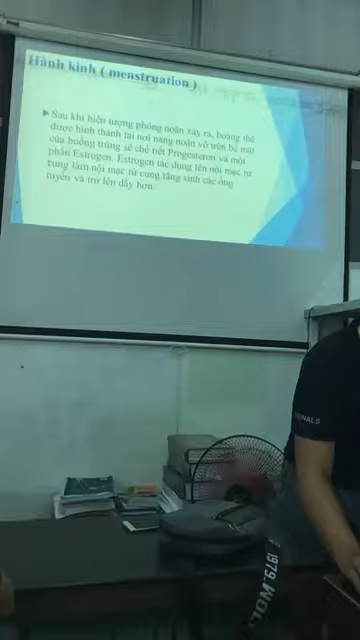 Hành kinh ( menstruation )
Sau khi hiện tượng phóng noãn xảy ra, hoàng thể
được hình thành tại nơi nang noãn vỡ trên bề mặt
của buồng trứng sẽ chế tiết Progesteron và một
phần Estrogen. Estrogen tác dụng lên nội mạc tử
cung làm nội mạc tử cung tăng sinh các ống
tuyến và trở lên dầy hơn.
INALS
1979.WO